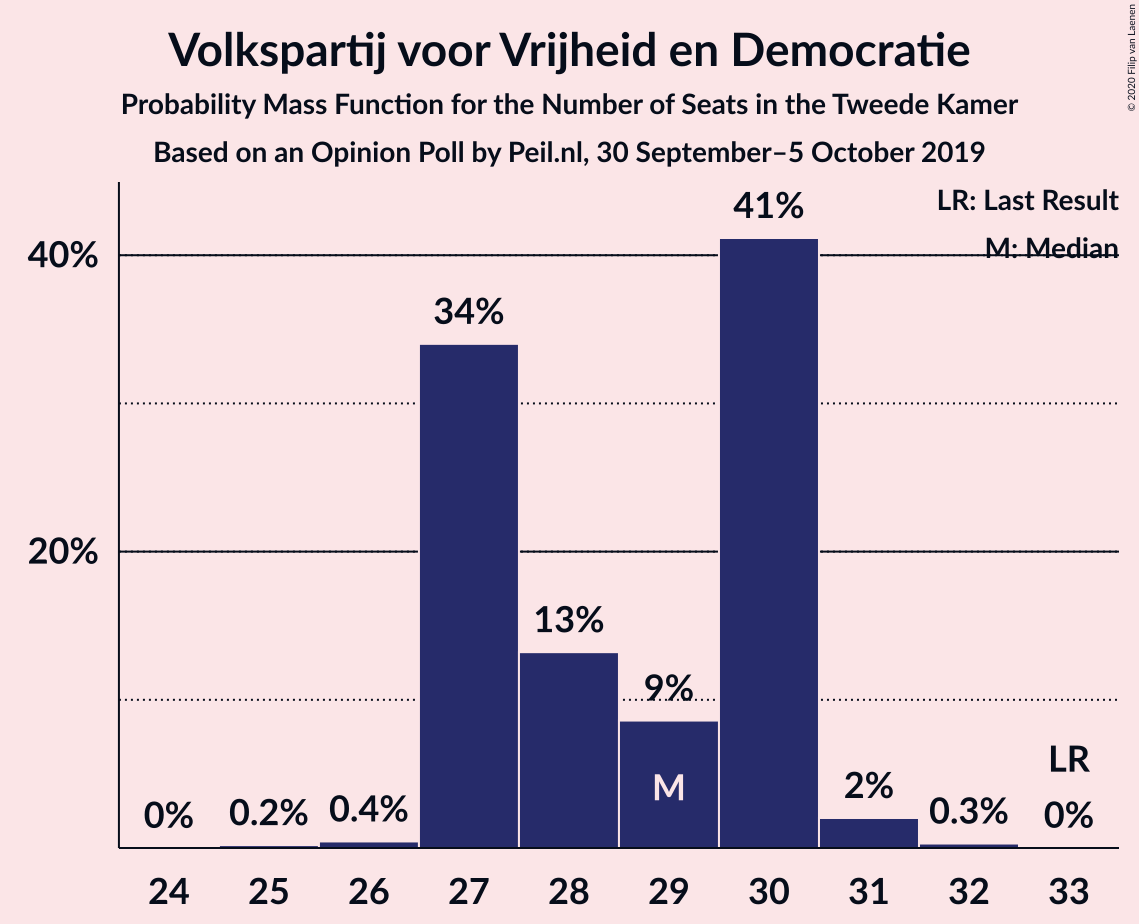 Volkspartij voor Vrijheid en Democratie
Probability Mass Function for the Number of Seats in the Tweede Kamer
Based on an Opinion Poll by Peil.nl, 30 September–5 October 2019
© 2020 Filip van Laenen
LR: Last Result
M: Median
40%
20%
41%
34%
13%
9%
M
LR
0%
0.2%
0.4%
2%
0.3%
0%
24 25 26 27 28 29 30 31 32 33